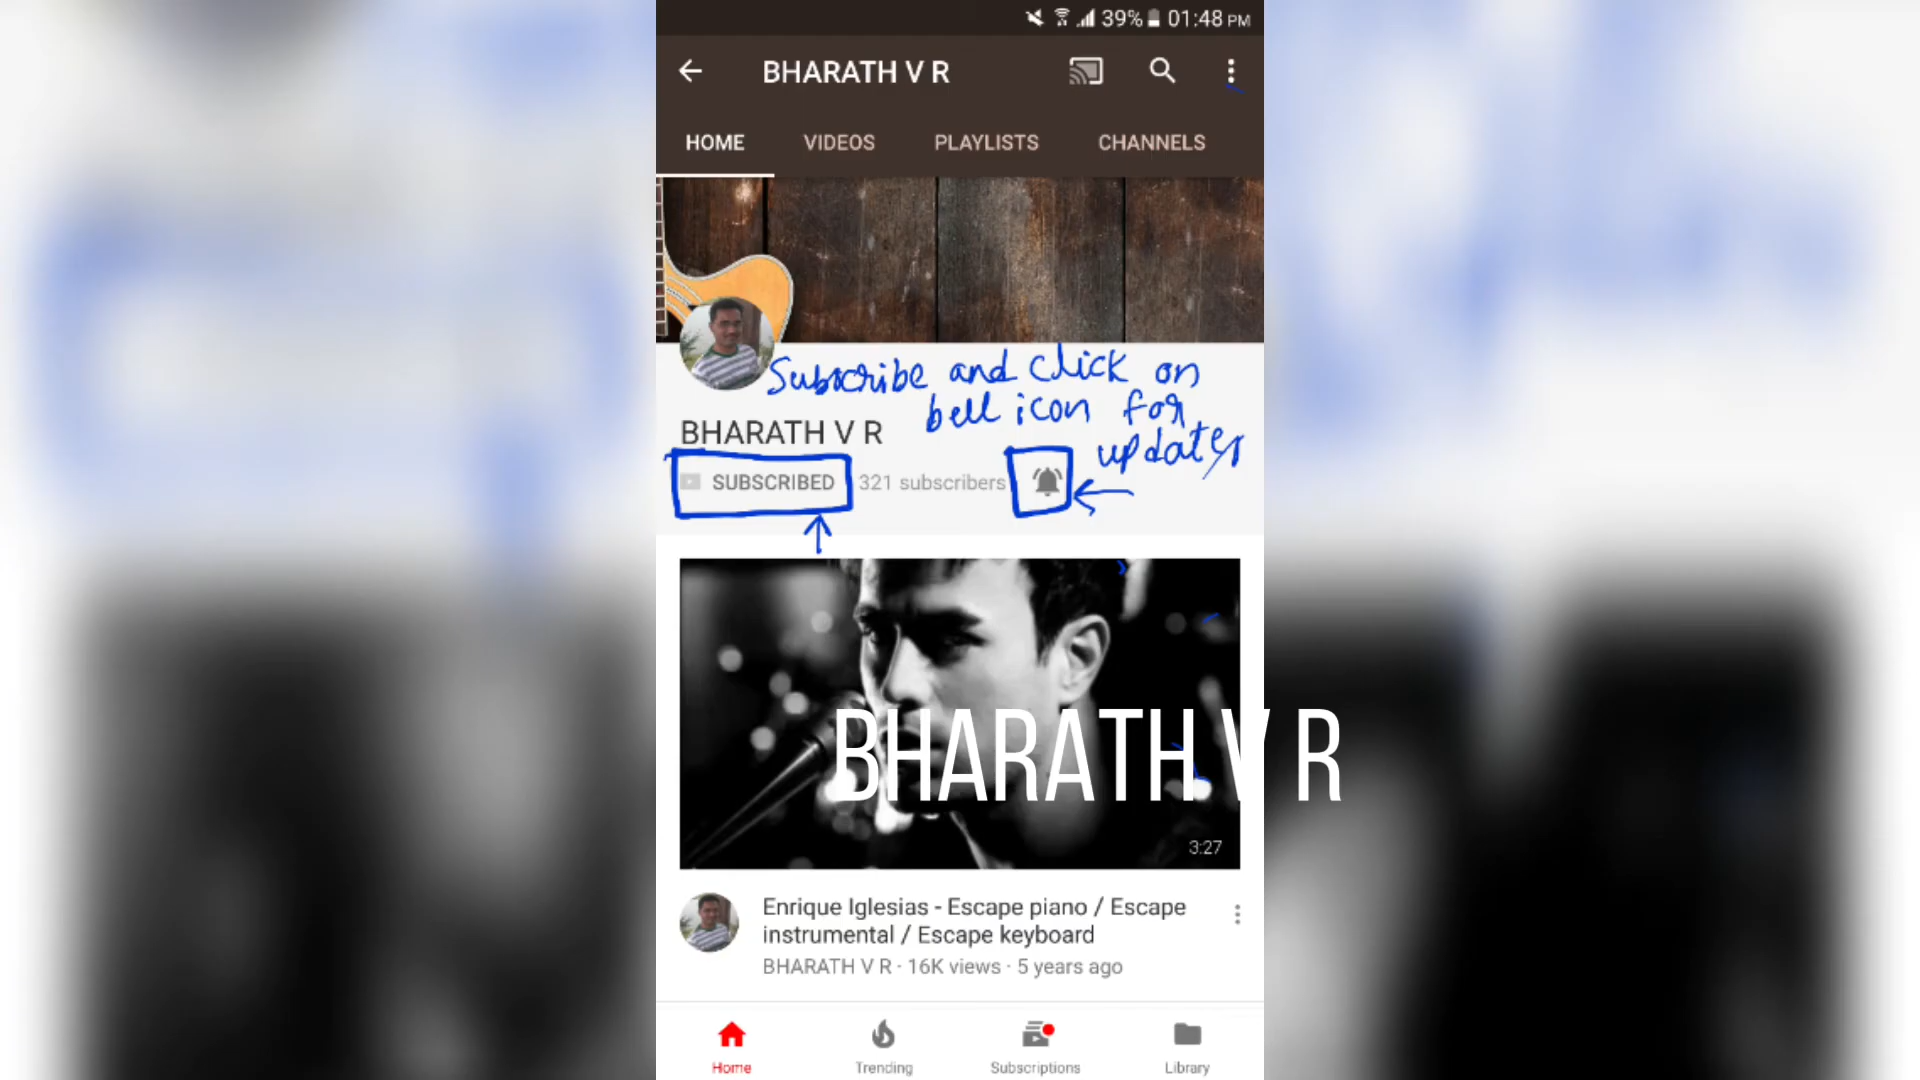 39% 01:48 PM
BHARATH V R
HOME VIDEOS PLAYLISTS CHANNELS
Subscribe and click on
bell icon for
updates
BHARATH V R
SUBSCRIBED 321 subscribers
BHARATH V R
3:27
Enrique Iglesias - Escape piano / Escape
instrumental / Escape keyboard
BHARATH V R · 16K views · 5 years ago
Home Trending Subscriptions Library